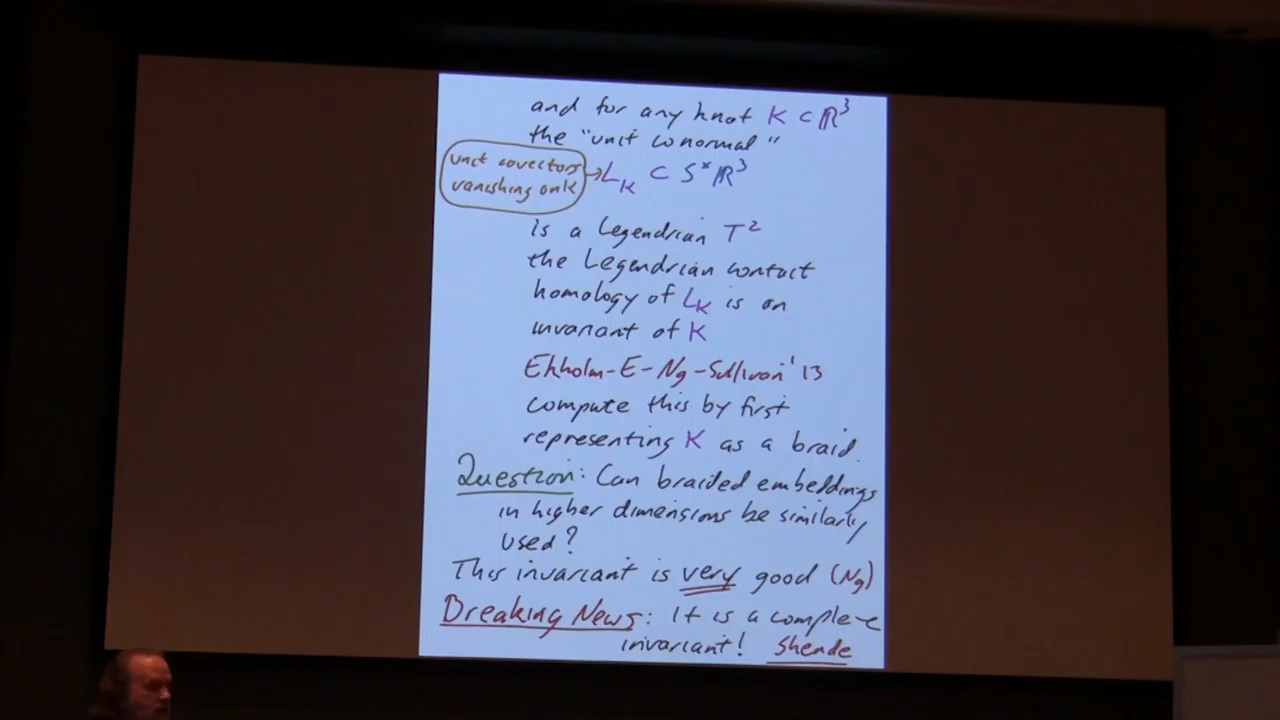 and for any knot K ⊂ ℝ³
the "unit conormal"
unit covectors
vanishing on K
→ L_K ⊂ S*ℝ³
is a Legendrian T²
the Legendrian contact
homology of L_K is an
invariant of K
Ekholm-E-Ng-Sullivan '13
compute this by first
representing K as a braid.
Question: Can braided embeddings
in higher dimensions be similarly
used?
This invariant is very good (Ng)
Breaking News: It is a complete
invariant! Shende